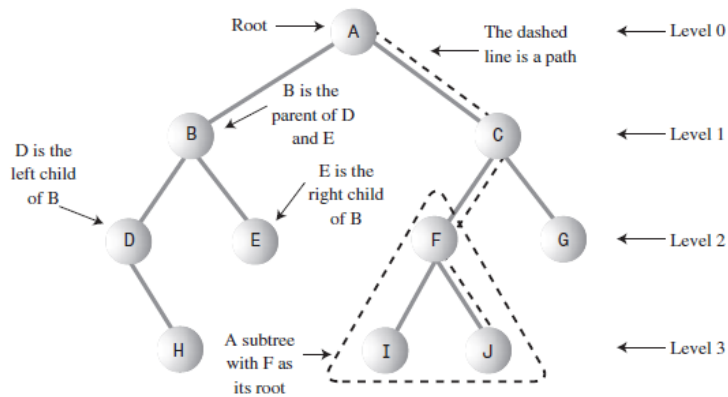 Root
A
The dashed
line is a path
Level 0
B is the
parent of D
and E
B
C
Level 1
D is the
left child
of B
E is the
right child
of B
D
E
F
G
Level 2
H
A subtree
with F as
its root
I
J
Level 3